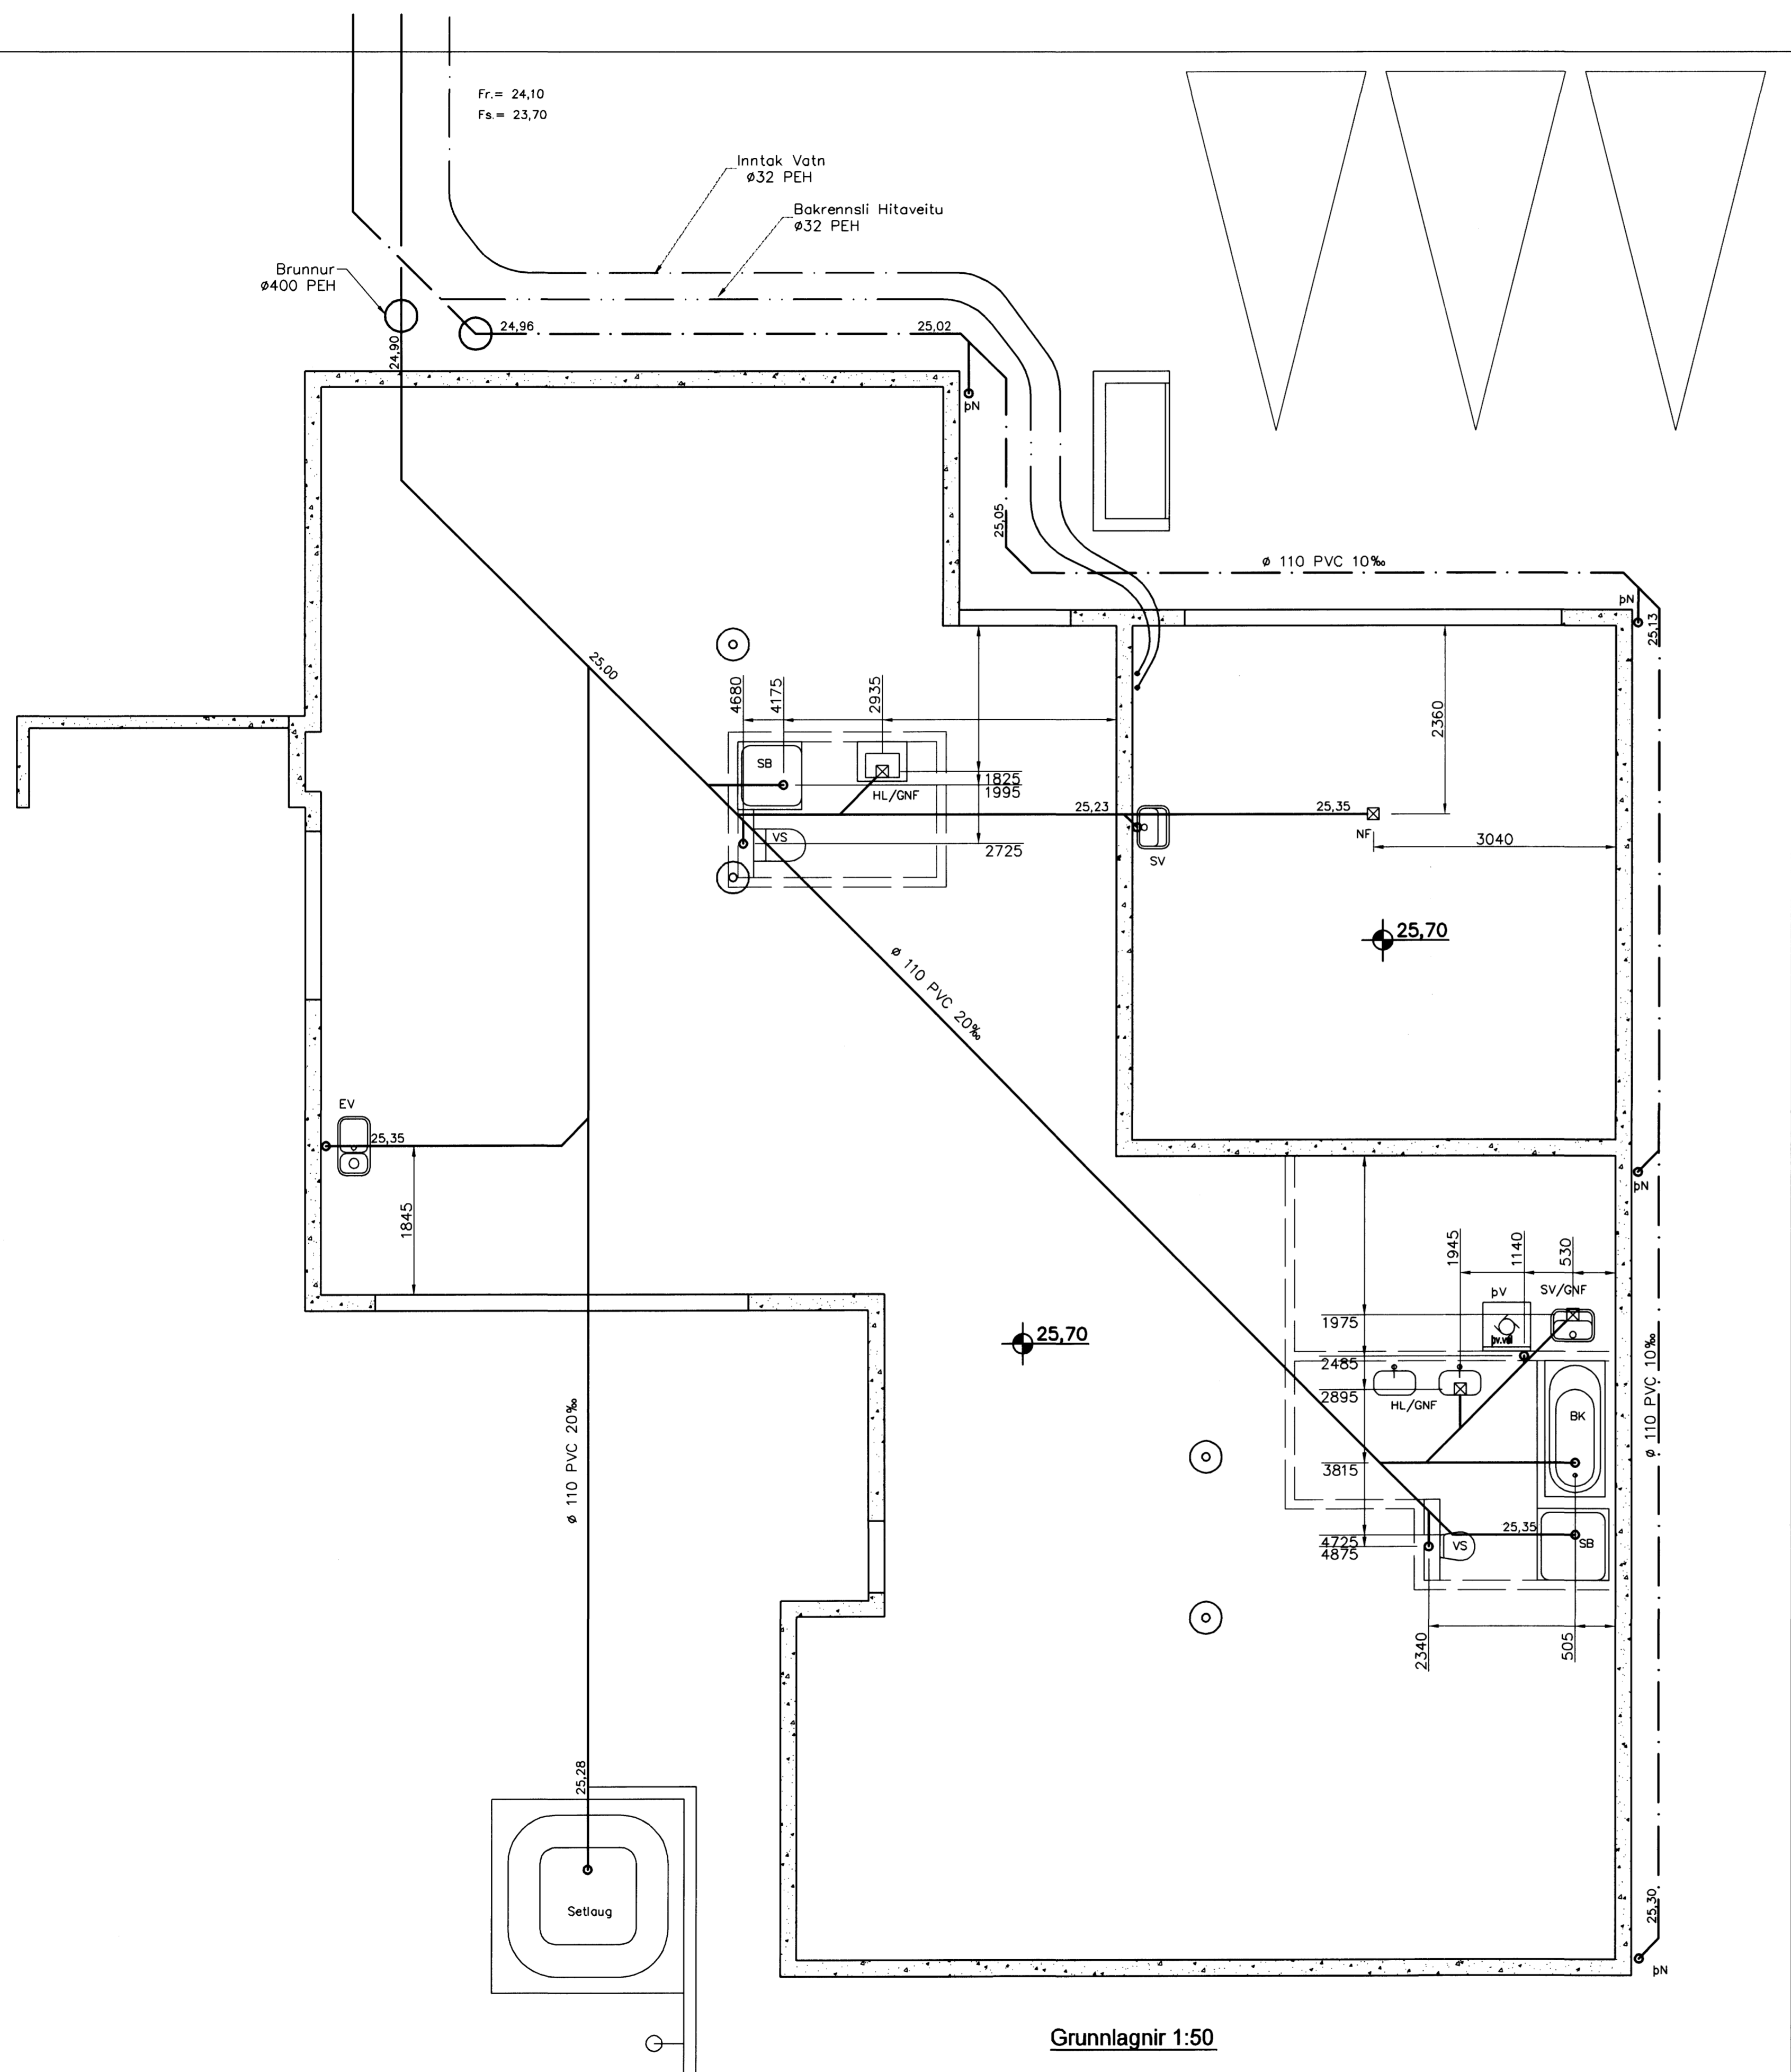 Fr.= 24,10
Fs.= 23,70
Inntak Vatn
ø32 PEH
Bakrennsli Hitaveitu
ø32 PEH
Brunnur
ø400 PEH
24,96
25,02
24,90
þN
25,05
ø 110 PVC 10‰
þN
25,13
25,00
4680
4175
2935
2360
SB
1825
1995
HL/GNF
25,23
25,35
NF
VS
2725
SV
3040
25,70
ø 110 PVC 20‰
EV
25,35
1845
þN
1945
1140
530
þV
SV/GNF
1975
þv.vél
25,70
2485
2895
HL/GNF
BK
ø 110 PVC 10‰
ø 110 PVC 20‰
3815
25,35
4725
4875
VS
SB
2340
505
25,28
25,30
Setlaug
þN
Grunnlagnir 1:50